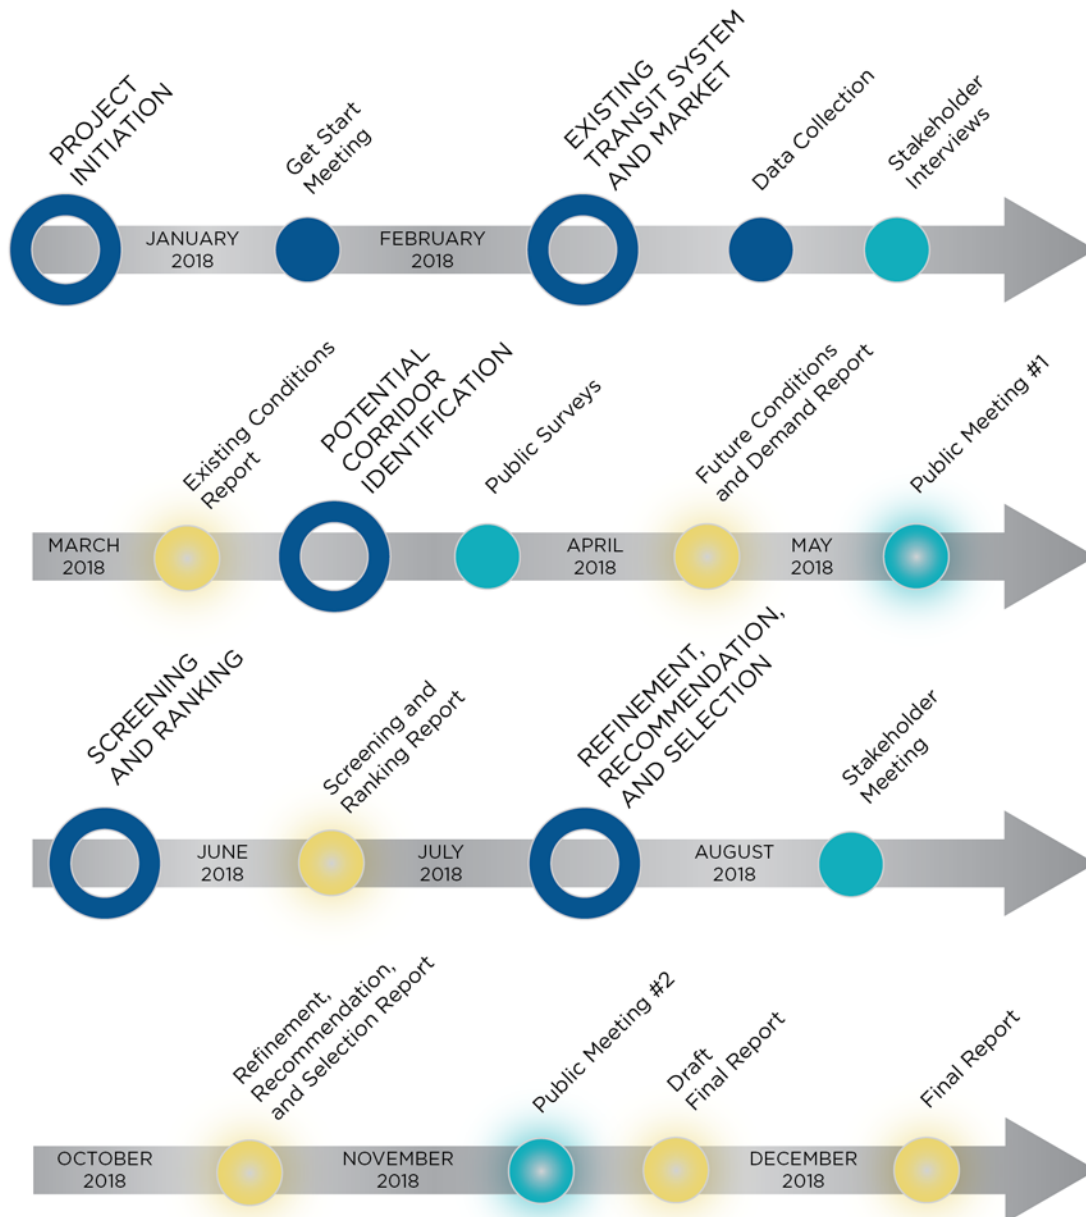 PROJECT
INITIATION
JANUARY
2018
Get Start
Meeting
FEBRUARY
2018
EXISTING
TRANSIT SYSTEM
AND MARKET
Data Collection
Stakeholder
Interviews
MARCH
2018
Existing Conditions
Report
POTENTIAL
CORRIDOR
IDENTIFICATION
Public Surveys
APRIL
2018
Future Conditions
and Demand Report
MAY
2018
Public Meeting #1
SCREENING
AND RANKING
JUNE
2018
Screening and
Ranking Report
JULY
2018
REFINEMENT,
RECOMMENDATION,
AND SELECTION
AUGUST
2018
Stakeholder
Meeting
OCTOBER
2018
Refinement,
Recommendation,
and Selection Report
NOVEMBER
2018
Public Meeting #2
Draft
Final Report
DECEMBER
2018
Final Report